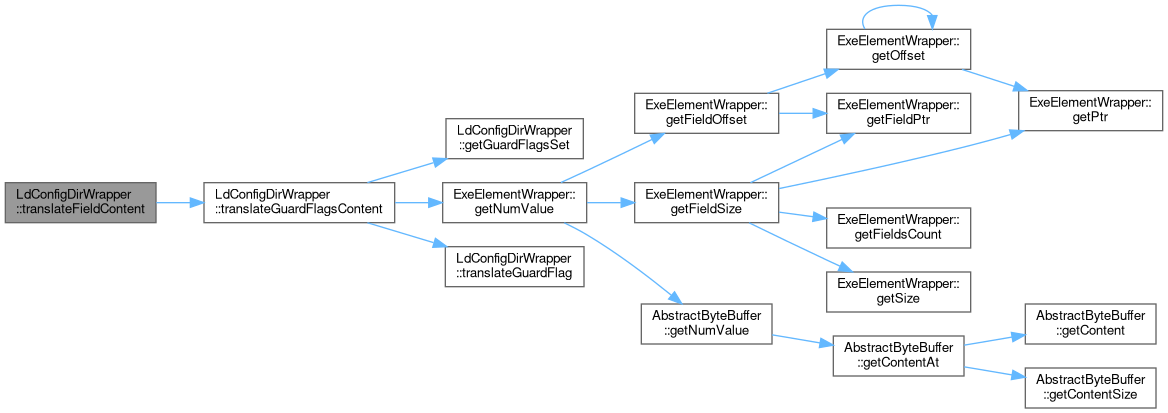 LdConfigDirWrapper
::translateFieldContent
LdConfigDirWrapper
::translateGuardFlagsContent
LdConfigDirWrapper
::getGuardFlagsSet
ExeElementWrapper::
getNumValue
LdConfigDirWrapper
::translateGuardFlag
ExeElementWrapper::
getFieldOffset
ExeElementWrapper::
getFieldSize
AbstractByteBuffer
::getNumValue
ExeElementWrapper::
getOffset
ExeElementWrapper::
getFieldPtr
ExeElementWrapper::
getFieldsCount
ExeElementWrapper::
getSize
AbstractByteBuffer
::getContentAt
ExeElementWrapper::
getPtr
AbstractByteBuffer
::getContent
AbstractByteBuffer
::getContentSize